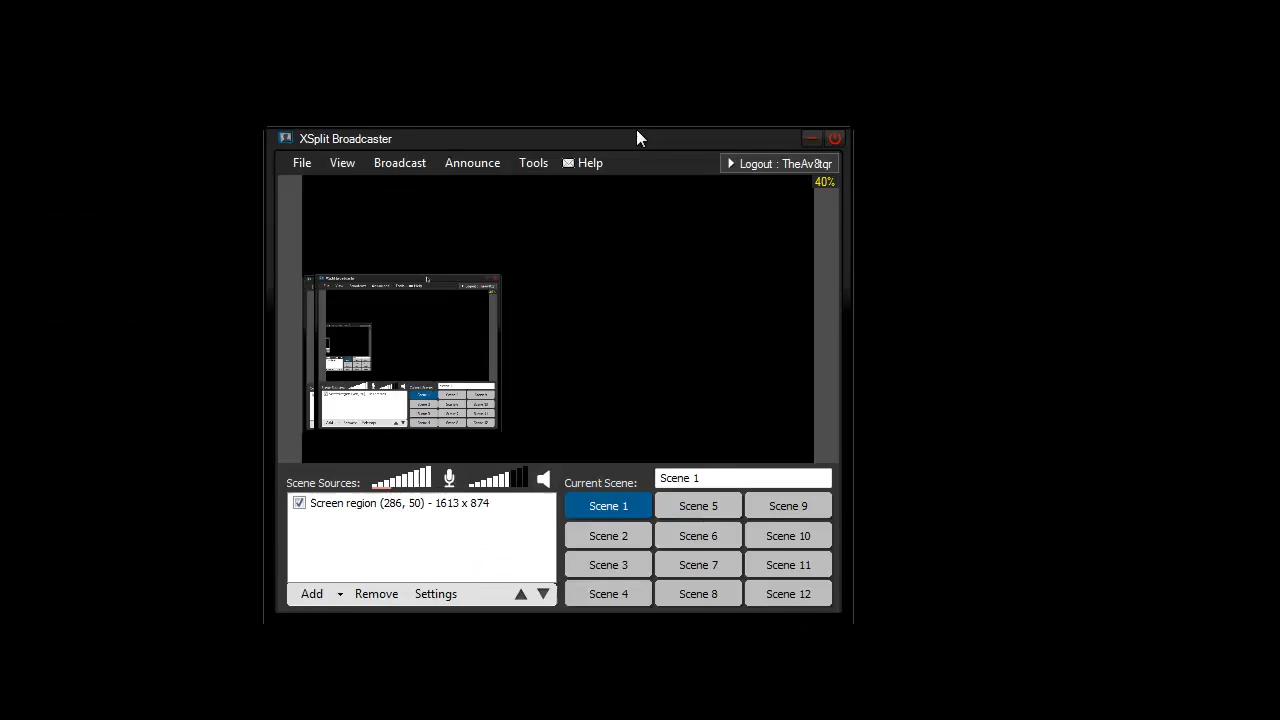 XSplit Broadcaster
File View Broadcast Announce Tools Help Logout : TheAv8tqr
40%
Scene Sources: Current Scene: Scene 1
Screen region (286, 50) - 1613 x 874
Scene 1 Scene 5 Scene 9
Scene 2 Scene 6 Scene 10
Scene 3 Scene 7 Scene 11
Scene 4 Scene 8 Scene 12
Add Remove Settings